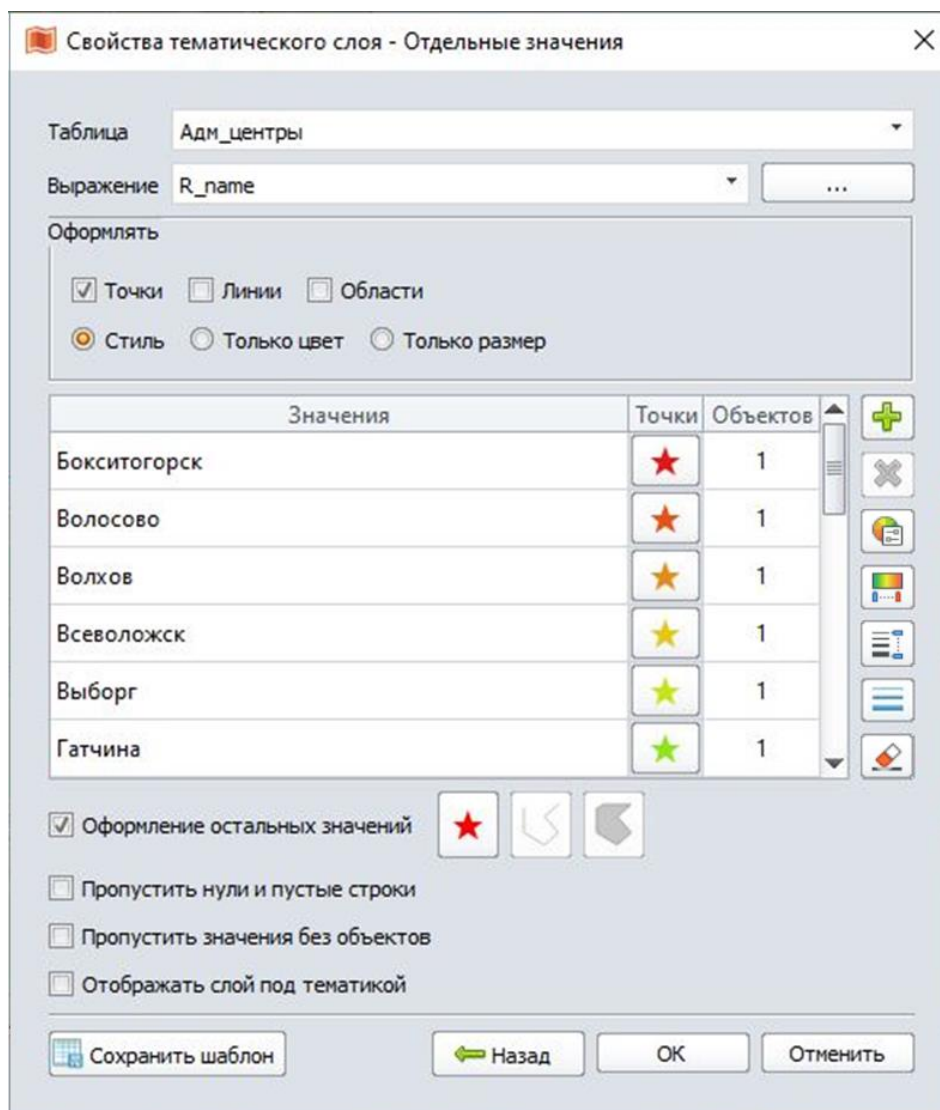 Свойства тематического слоя - Отдельные значения
Таблица Адм_центры
Выражение R_name ...
Оформлять
Точки Линии Области
Стиль Только цвет Только размер
Значения Точки Объектов
Бокситогорск 1
Волосово 1
Волхов 1
Всеволожск 1
Выборг 1
Гатчина 1
Оформление остальных значений
Пропустить нули и пустые строки
Пропустить значения без объектов
Отображать слой под тематикой
Сохранить шаблон Назад ОК Отменить